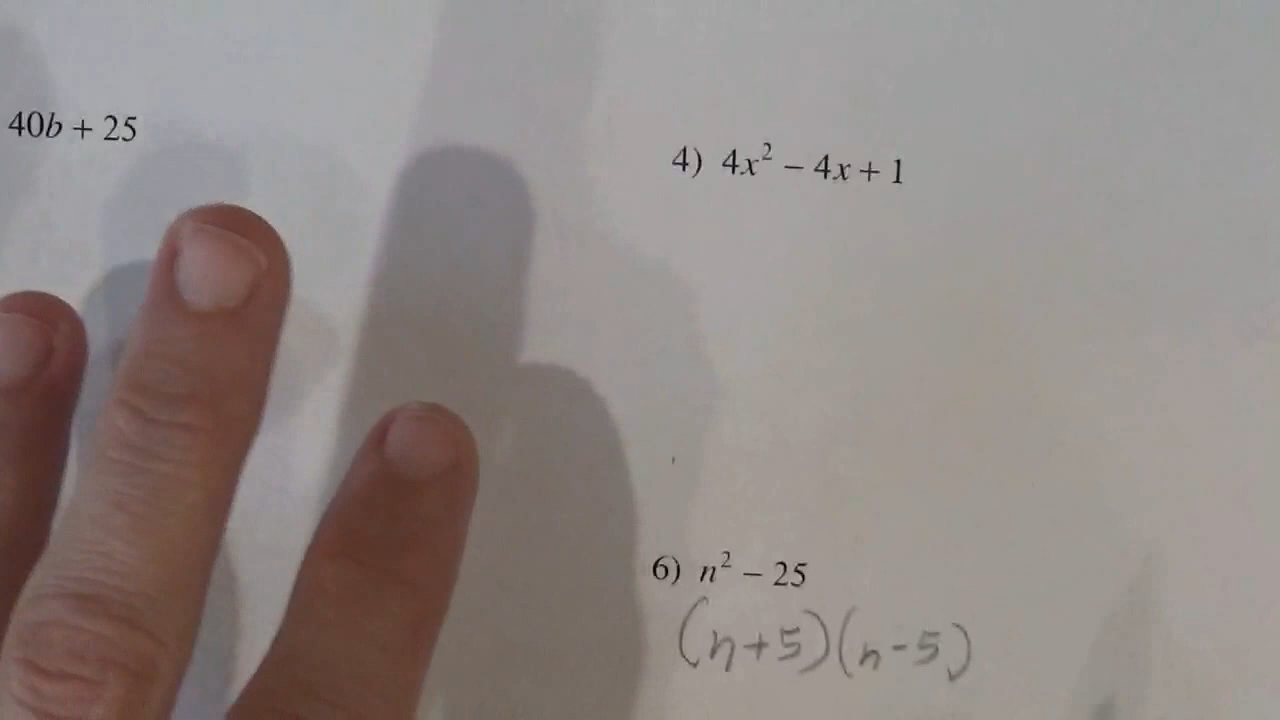 40b + 25
4) 4x² − 4x + 1
6) n² − 25
(n+5)(n-5)